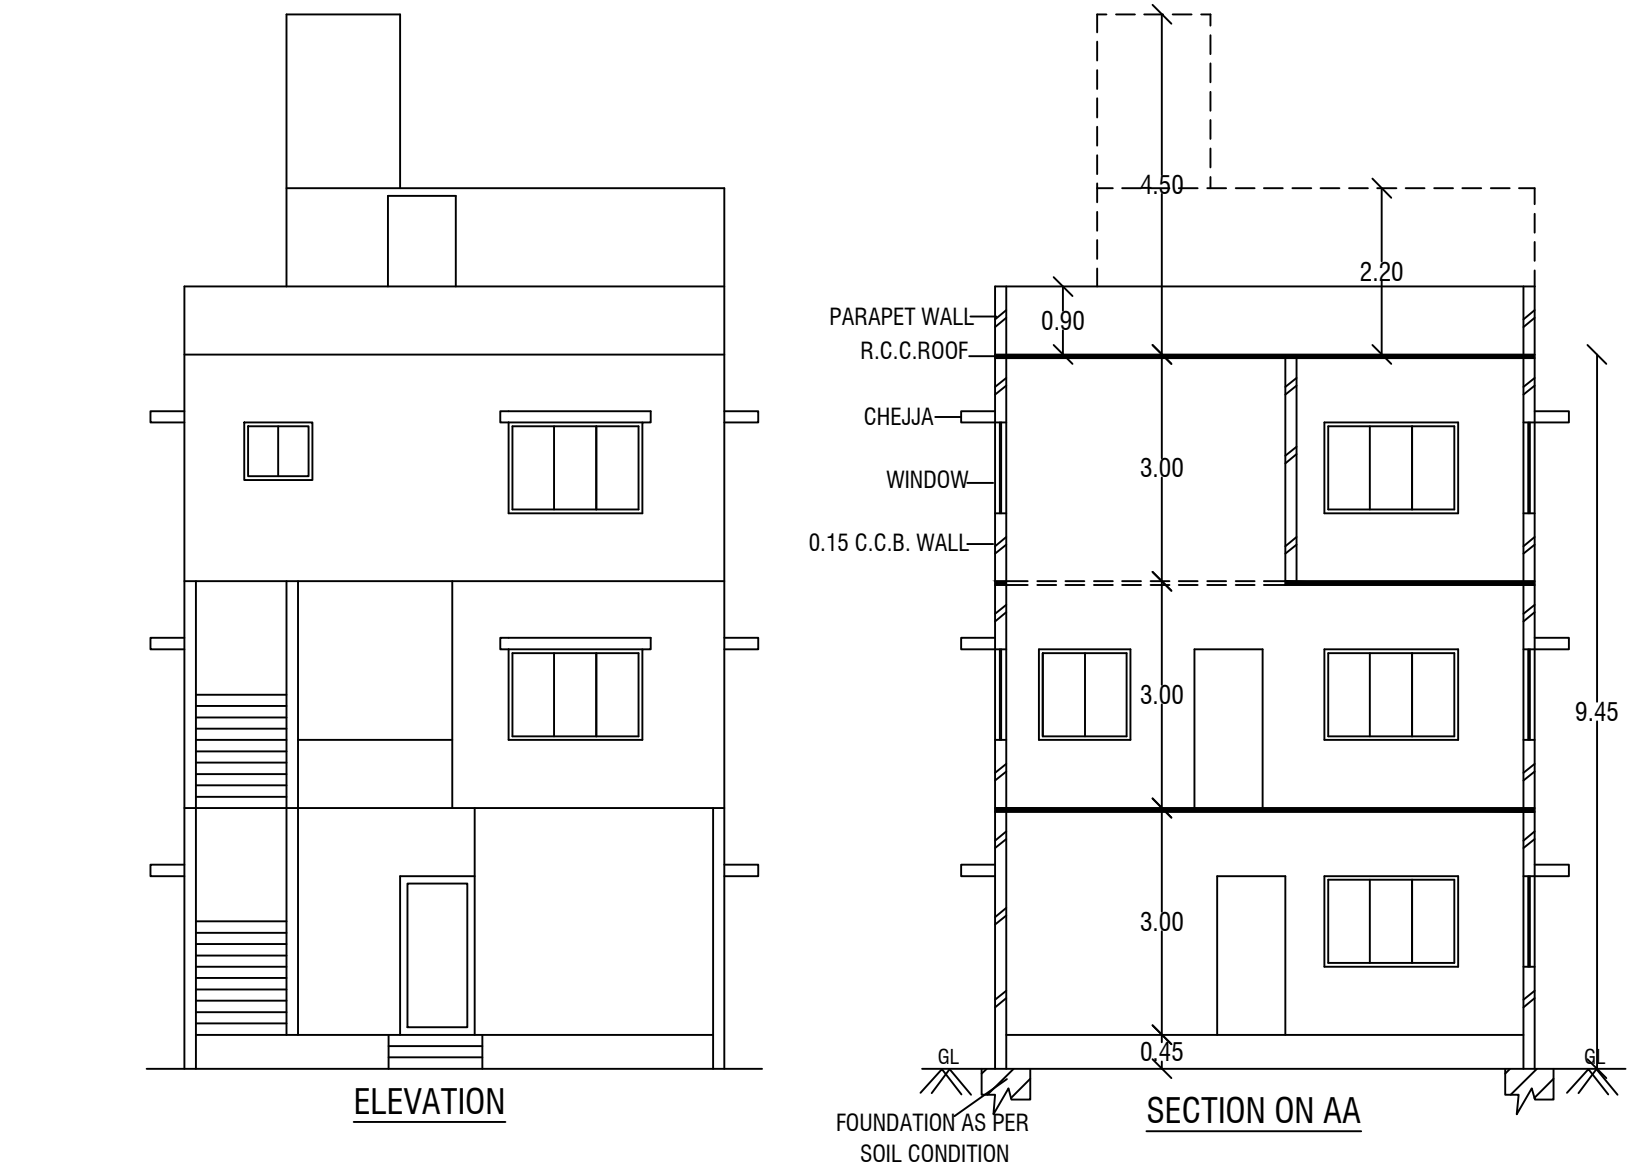 4.50
2.20
PARAPET WALL
0.90
R.C.C.ROOF
CHEJJA
3.00
WINDOW
0.15 C.C.B. WALL
3.00
9.45
3.00
GL
0.45
GL
ELEVATION
SECTION ON AA
FOUNDATION AS PER
SOIL CONDITION